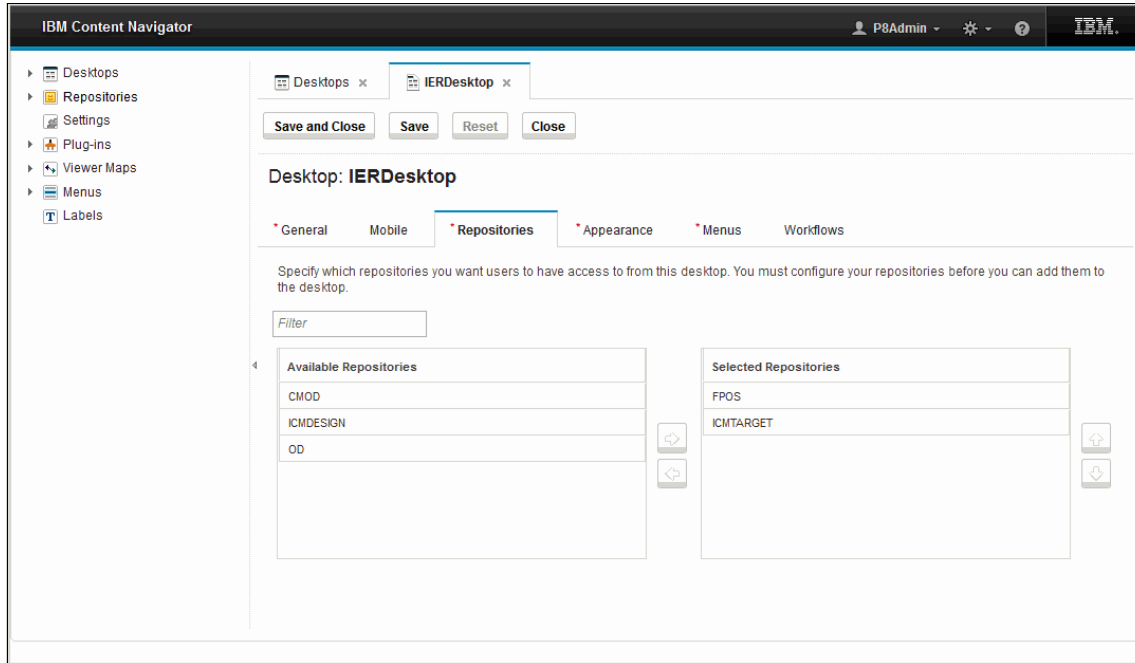 IBM Content Navigator
P8Admin
IBM.
Desktops
Repositories
Settings
Plug-ins
Viewer Maps
Menus
Labels
Desktops x
IERDesktop x
Save and Close
Save
Reset
Close
Desktop: IERDesktop
*General
Mobile
*Repositories
*Appearance
*Menus
Workflows
Specify which repositories you want users to have access to from this desktop. You must configure your repositories before you can add them to
the desktop.
Filter
Available Repositories
CMOD
ICMDESIGN
OD
Selected Repositories
FPOS
ICMTARGET